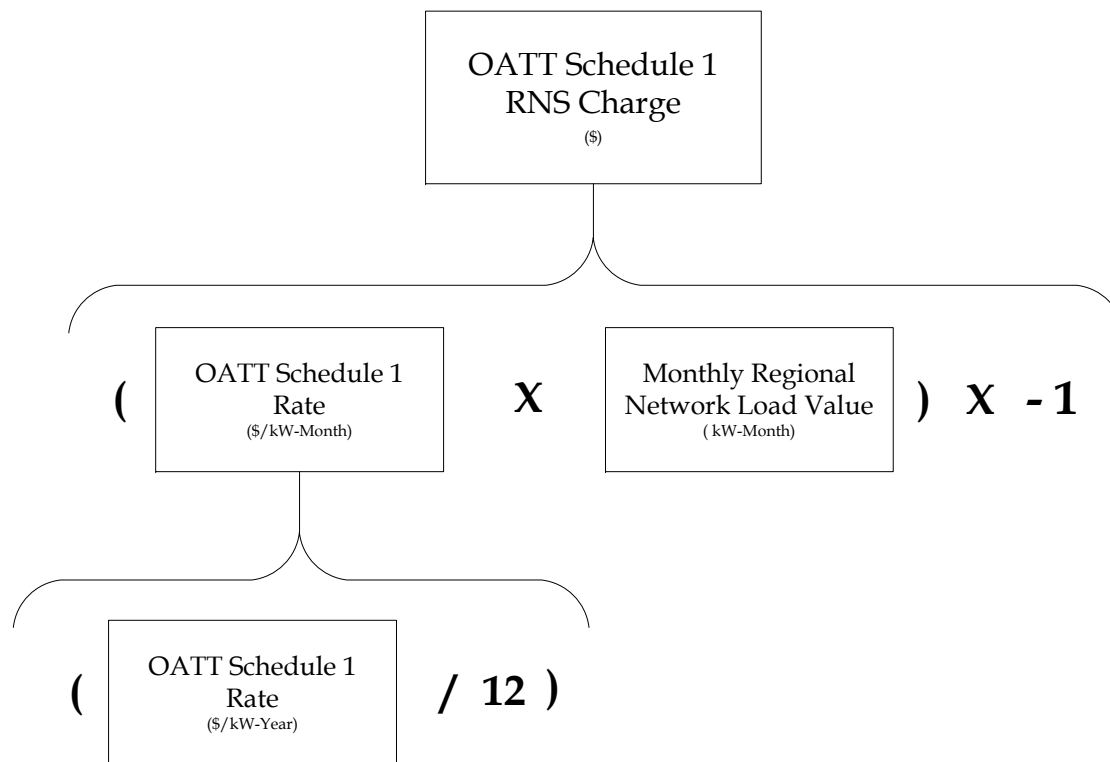 OATT Schedule 1
RNS Charge
($)
(
OATT Schedule 1
Rate
($/kW-Month)
X
Monthly Regional
Network Load Value
( kW-Month)
) X - 1
(
OATT Schedule 1
Rate
($/kW-Year)
/ 12 )